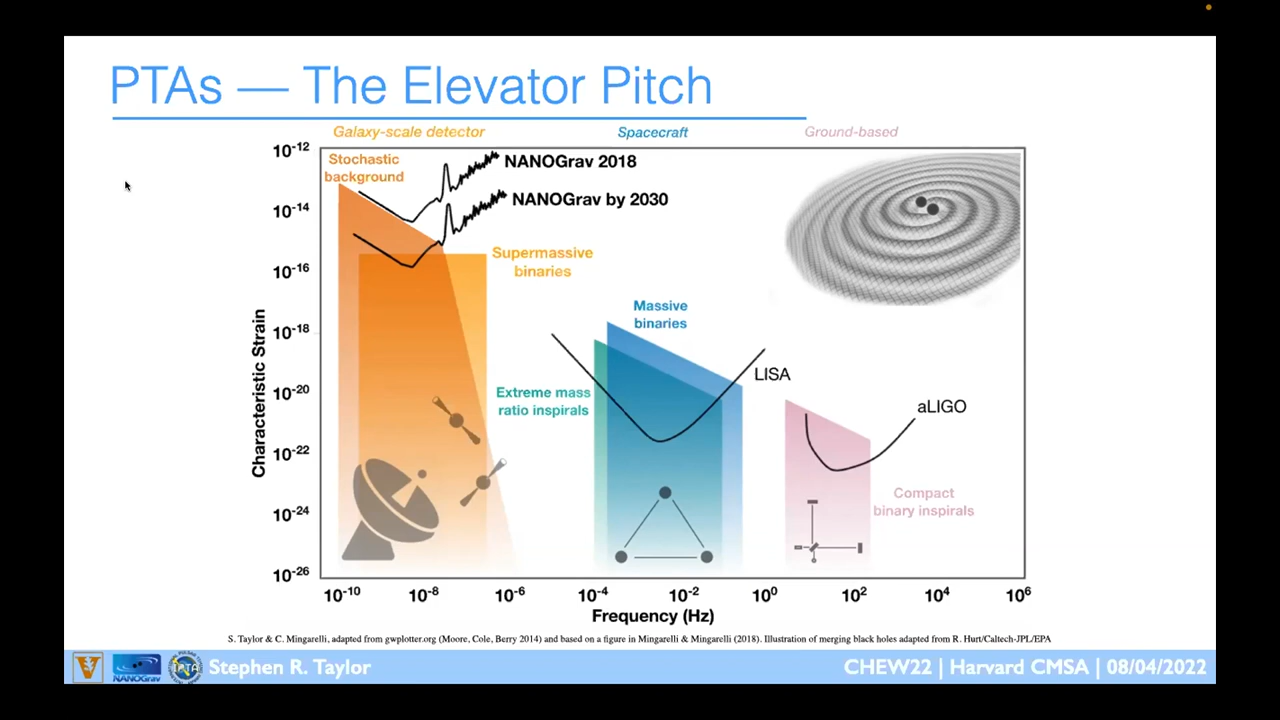 PTAs — The Elevator Pitch
Galaxy-scale detector
Spacecraft
Ground-based
Stochastic
background
NANOGrav 2018
NANOGrav by 2030
Supermassive
binaries
Massive
binaries
LISA
Extreme mass
ratio inspirals
aLIGO
Compact
binary inspirals
Characteristic Strain
10⁻¹²
10⁻¹⁴
10⁻¹⁶
10⁻¹⁸
10⁻²⁰
10⁻²²
10⁻²⁴
10⁻²⁶
10⁻¹⁰
10⁻⁸
10⁻⁶
10⁻⁴
10⁻²
10⁰
10²
10⁴
10⁶
Frequency (Hz)
S. Taylor & C. Mingarelli, adapted from gwplotter.org (Moore, Cole, Berry 2014) and based on a figure in Mingarelli & Mingarelli (2018). Illustration of merging black holes adapted from R. Hurt/Caltech-JPL/EPA
NANOGrav
IPTA
Stephen R. Taylor
CHEW22 | Harvard CMSA | 08/04/2022